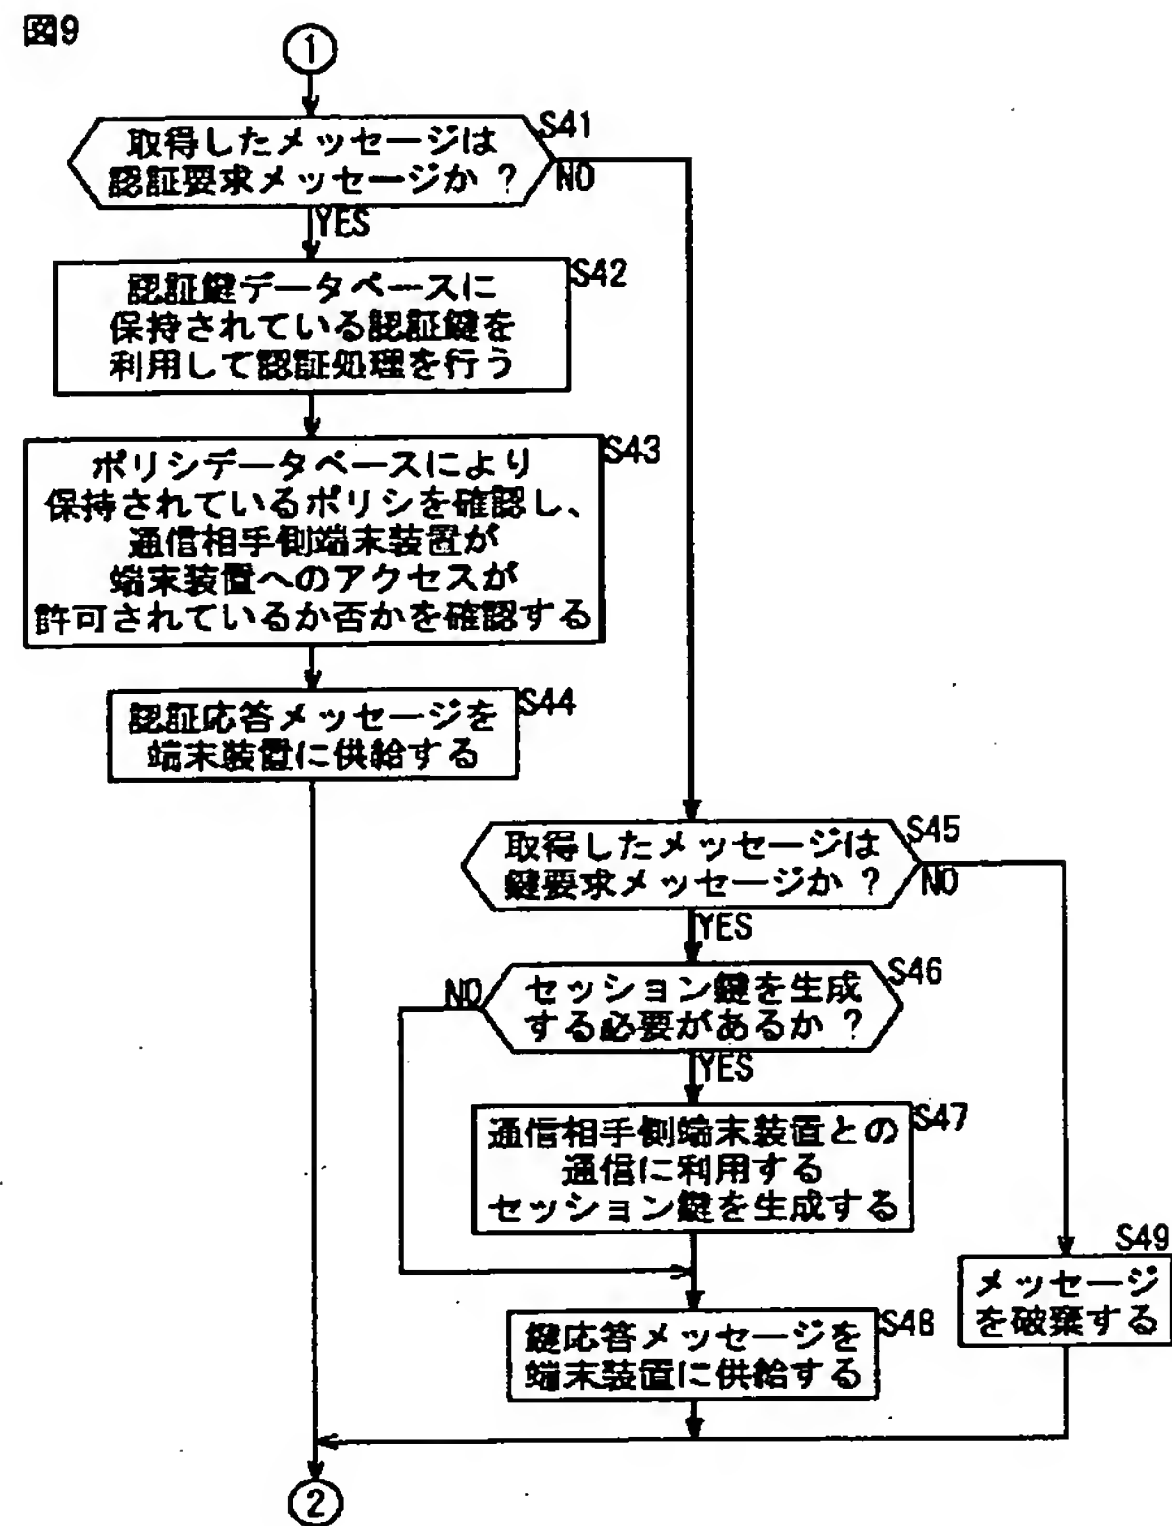 図9
1
S41
取得したメッセージは
認証要求メッセージか ?
NO
YES
S42
認証鍵データベースに
保持されている認証鍵を
利用して認証処理を行う
S43
ポリシデータベースにより
保持されているポリシを確認し、
通信相手側端末装置が
端末装置へのアクセスが
許可されているか否かを確認する
S44
認証応答メッセージを
端末装置に供給する
S45
取得したメッセージは
鍵要求メッセージか ?
NO
YES
S46
NO
セッション鍵を生成
する必要があるか ?
YES
S47
通信相手側端末装置との
通信に利用する
セッション鍵を生成する
S49
メッセージ
を破棄する
S48
鍵応答メッセージを
端末装置に供給する
2